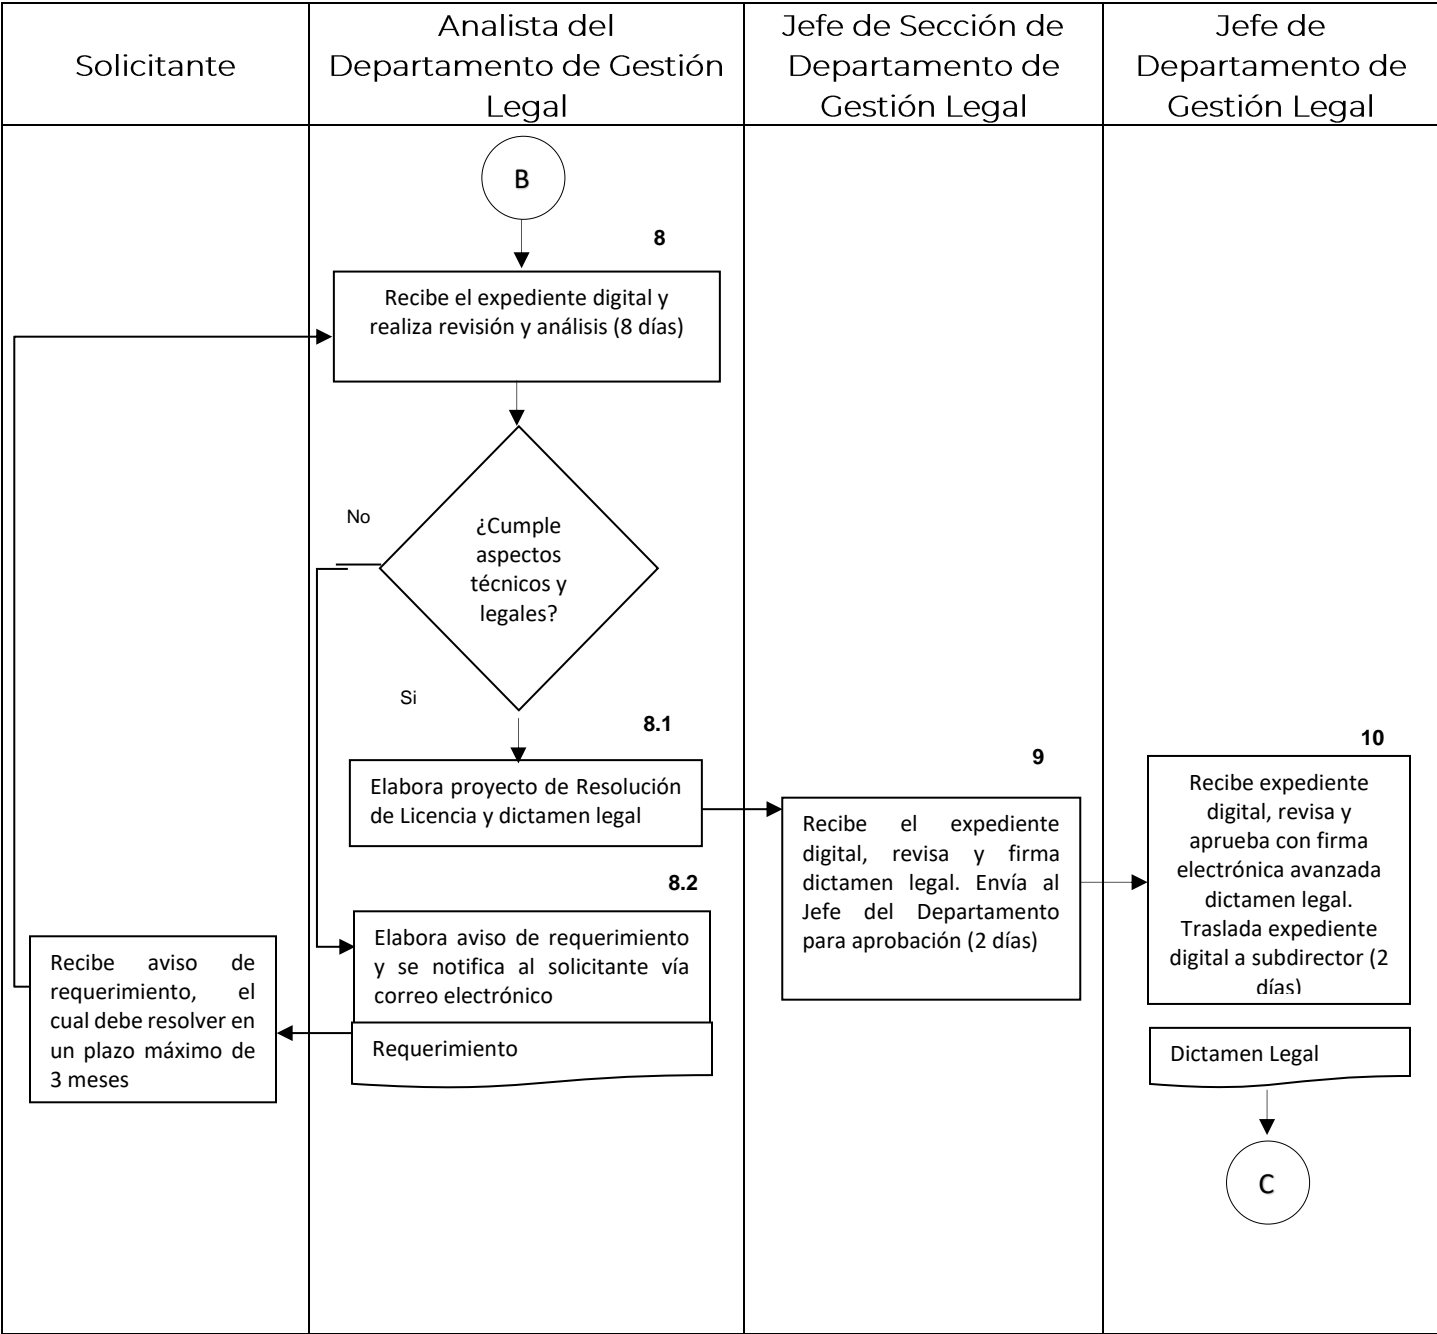 Solicitante
Analista del
Departamento de Gestión
Legal
Jefe de Sección de
Departamento de
Gestión Legal
Jefe de
Departamento de
Gestión Legal
B
8
Recibe el expediente digital y
realiza revisión y análisis (8 días)
No
¿Cumple
aspectos
técnicos y
legales?
Si
8.1
Elabora proyecto de Resolución
de Licencia y dictamen legal
8.2
Elabora aviso de requerimiento
y se notifica al solicitante vía
correo electrónico
Requerimiento
Recibe aviso de
requerimiento, el
cual debe resolver en
un plazo máximo de
3 meses
9
Recibe el expediente
digital, revisa y firma
dictamen legal. Envía al
Jefe del Departamento
para aprobación (2 días)
10
Recibe expediente
digital, revisa y
aprueba con firma
electrónica avanzada
dictamen legal.
Traslada expediente
digital a subdirector (2
días)
Dictamen Legal
C